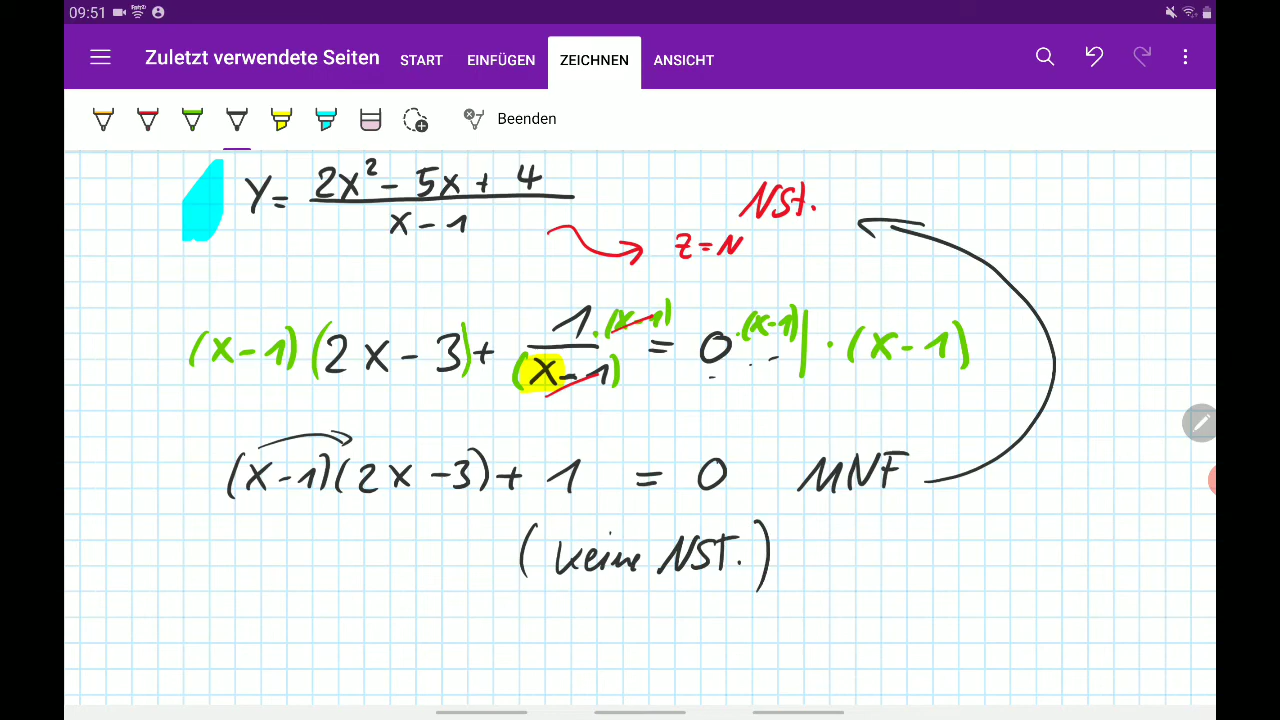 09:51
Zuletzt verwendete Seiten START EINFÜGEN ZEICHNEN ANSICHT
Beenden
Y = (2x² - 5x + 4)/(x - 1)
NSt.
Z = N
(x-1)(2x-3) + 1/(x-1) ·(x-1) = 0 ·(x-1) | ·(x-1)
(x-1)(2x-3) + 1 = 0 MNF
(keine NST.)